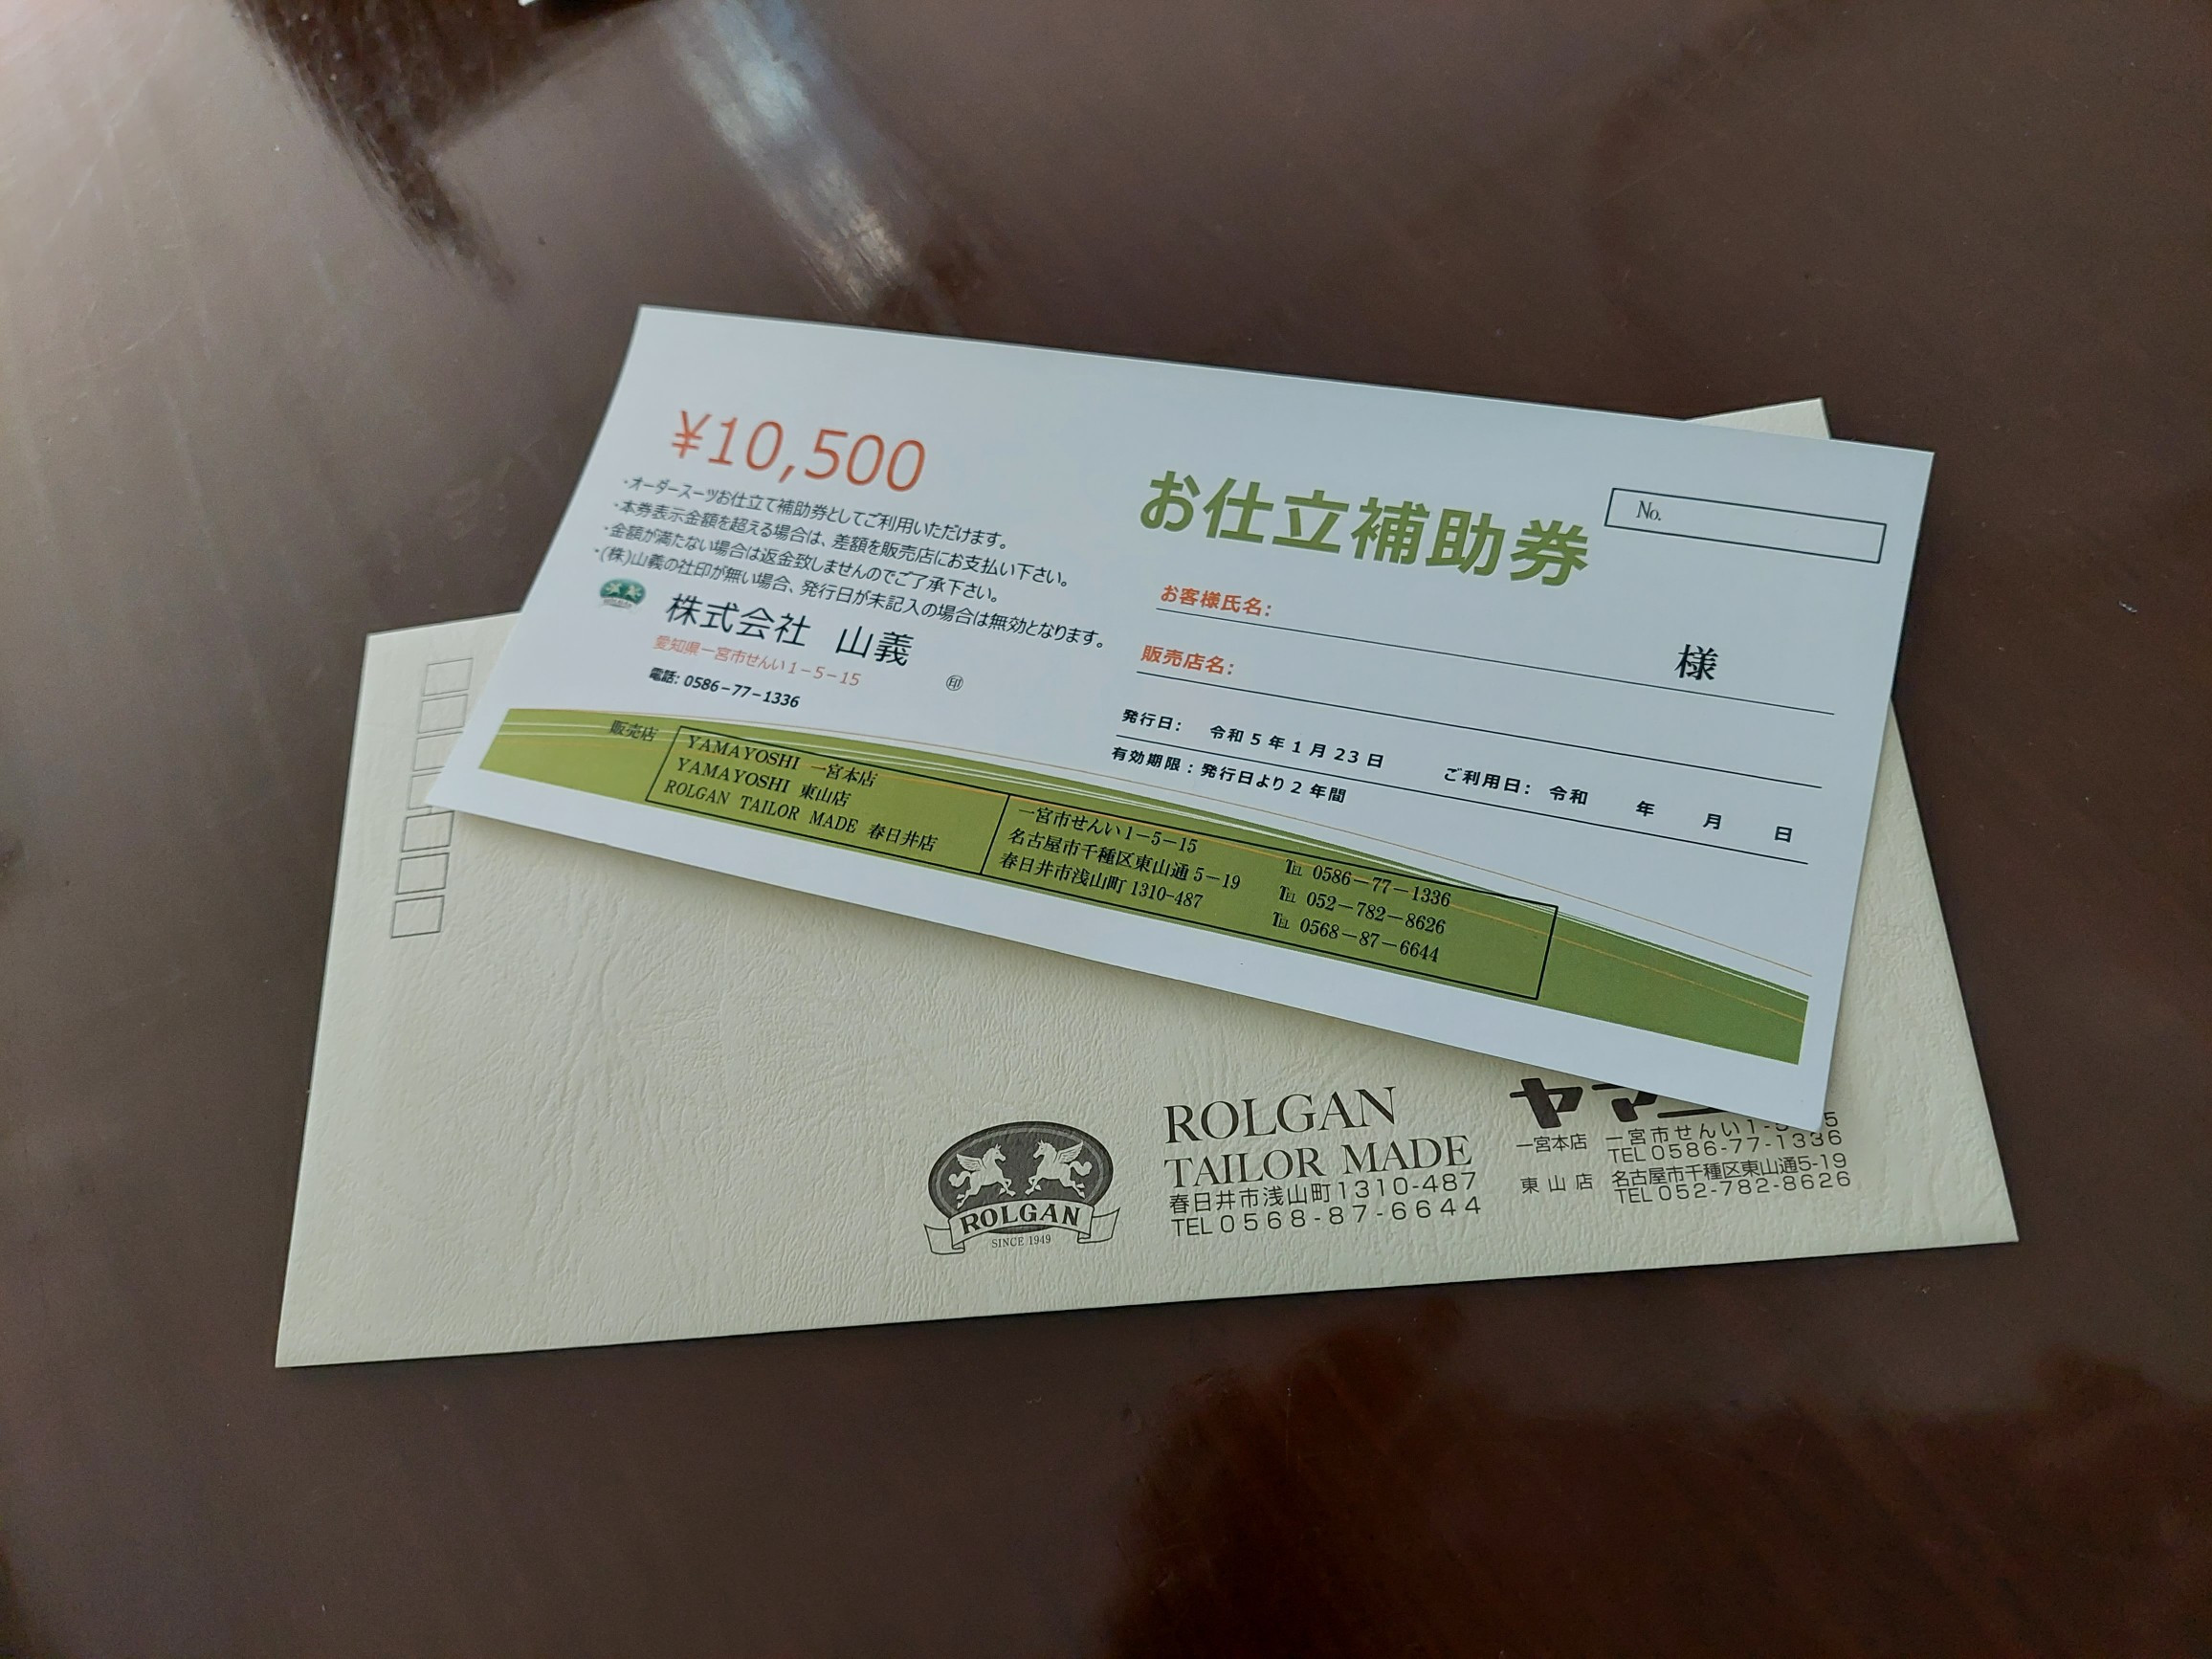 ¥10,500
・オーダースーツお仕立て補助券としてご利用いただけます。
・本券表示金額を超える場合は、差額を販売店にお支払い下さい。
・金額が満たない場合は返金致しませんのでご了承下さい。
・(株)山義の社印が無い場合、発行日が未記入の場合は無効となります。
株式会社 山義
愛知県一宮市せんい1-5-15
㊞
電話: 0586-77-1336
お仕立補助券
No.
お客様氏名:
様
販売店名:
発行日: 令和5年1月23日 ご利用日: 令和 年 月 日
有効期限:発行日より2年間
販売店
YAMAYOSHI 一宮本店 一宮市せんい1-5-15 TEL 0586-77-1336
YAMAYOSHI 東山店 名古屋市千種区東山通5-19 TEL 052-782-8626
ROLGAN TAILOR MADE 春日井店 春日井市浅山町1310-487 TEL 0568-87-6644
ROLGAN
SINCE 1949
ROLGAN
TAILOR MADE
春日井市浅山町1310-487
TEL 0568-87-6644
一宮本店 一宮市せんい1-
TEL 0586-77-1336
東山店 名古屋市千種区東山通5-19
TEL 052-782-8626